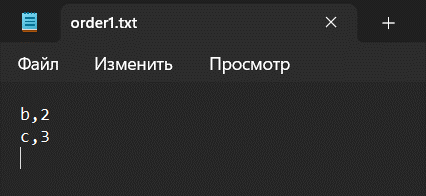 order1.txt
Файл Изменить Просмотр
b,2
c,3